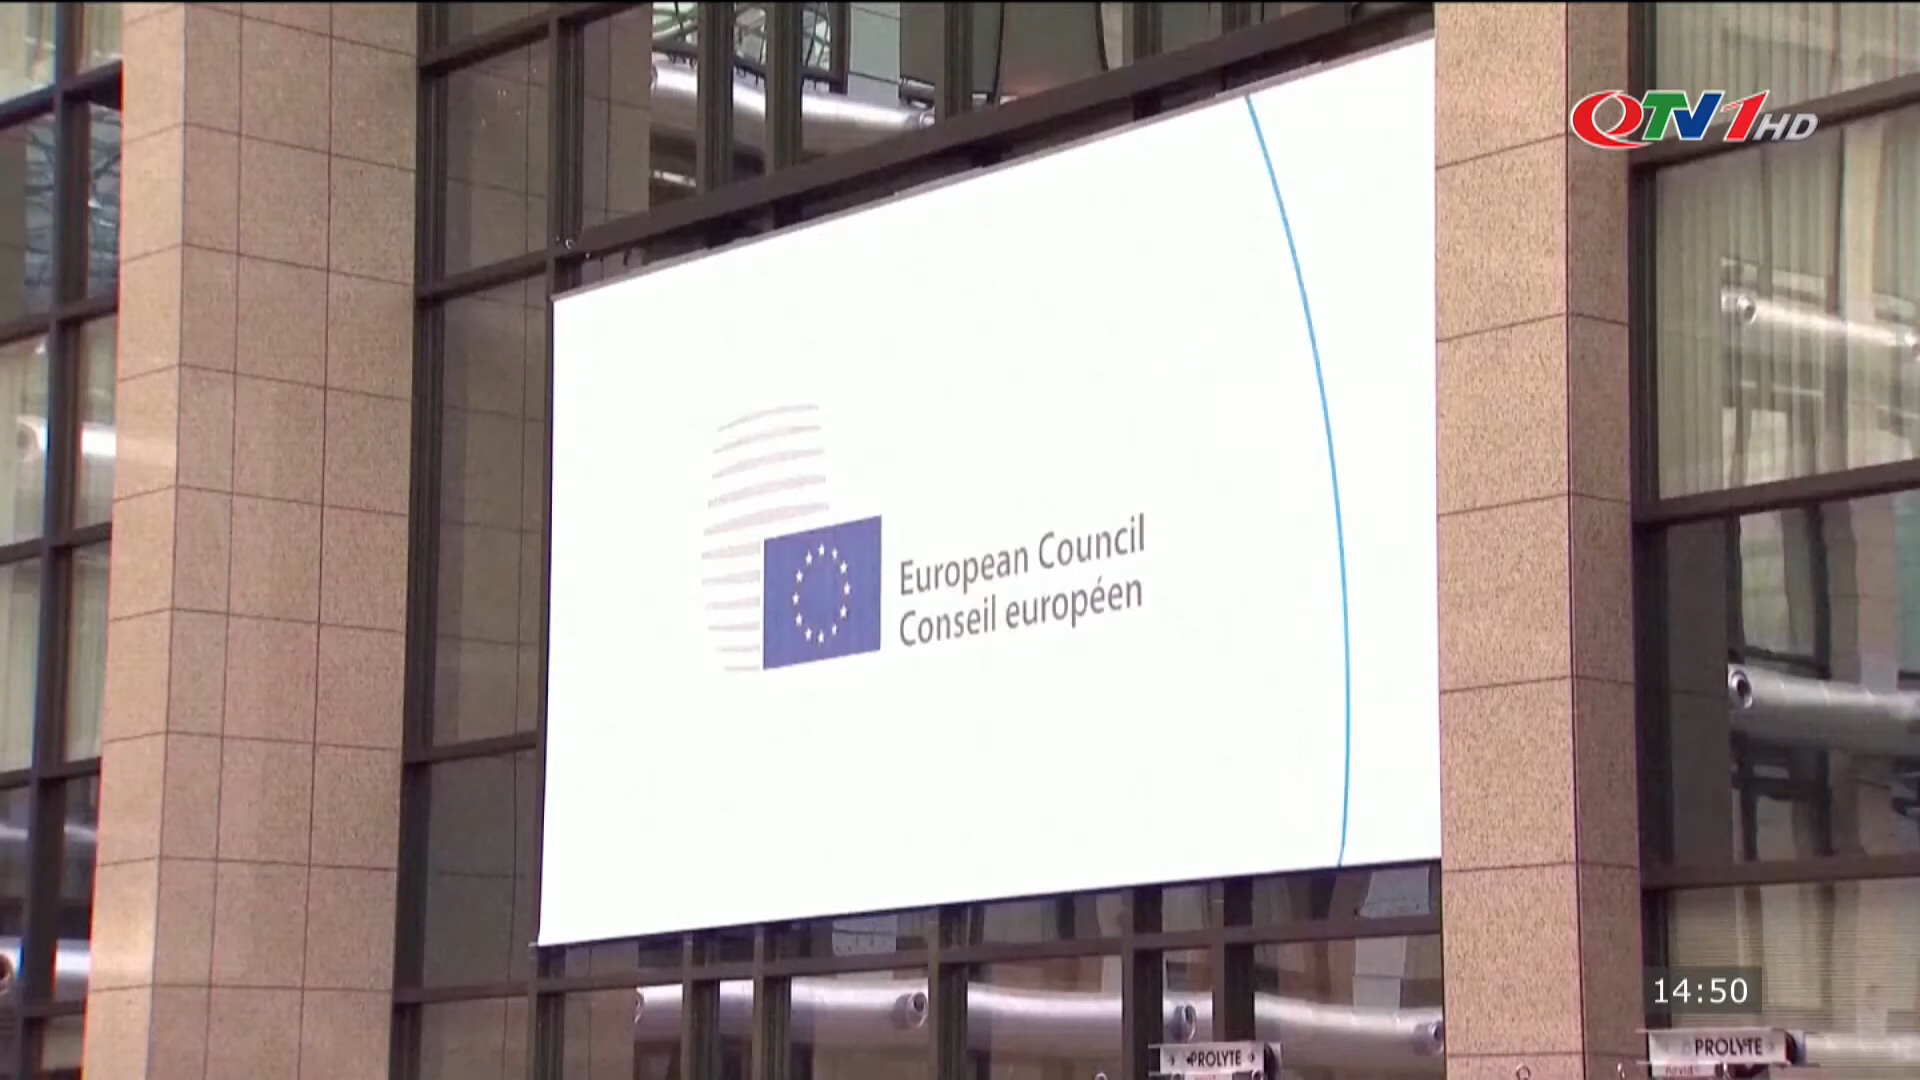 QTV1HD
European Council
Conseil européen
14:50
PROLYTE
PROLYTE